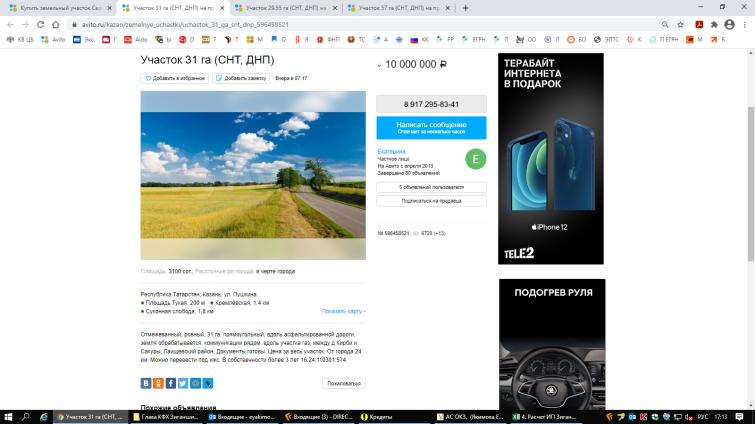 Купить земельный участок Сн
Участок 31 га (СНТ, ДНП) на пр
Участок 29.55 га (СНТ, ДНП) на
Участок 57 га (СНТ, ДНП) на пр
avito.ru/kazan/zemelnye_uchastki/uchastok_31_ga_snt_dnp_596458521
КВ ЦБ
Avito
Экс.
Г
Auto
ФНП
ТС
А
КК
РР
ЕГРН
П
ОО
Л
БО
ЭПТС
К
П ЕГРН
М
R
Участок 31 га (СНТ, ДНП)
Добавить в избранное
Добавить заметку
Вчера в 07:17
10 000 000 ₽
8 917 295-83-41
Написать сообщение
Отвечает за несколько часов
Екатерина
Частное лицо
На Авито с апреля 2013
Завершено 80 объявлений
Е
5 объявлений пользователя
Подписаться на продавца
№ 596458521, 6720 (+13)
Площадь: 3100 сот; Расстояние до города: в черте города
Республика Татарстан, Казань, ул. Пушкина
Площадь Тукая, 200 м
Кремлёвская, 1,4 км
Суконная слобода, 1,8 км
Показать карту
Отмежеванный, ровный, 31 га, прямоугольный, вдоль асфальтированной дороги,
земля обрабатывается, коммуникации рядом, вдоль участка газ, между д Кирби и
Сакуры, Лаишевский район. Документы готовы. Цена за весь участок. От города 24
км. Можно перевести под ижс. В собственности более 3 лет 16:24:110301:574
Пожаловаться
Похожие объявления
ТЕРАБАЙТ
ИНТЕРНЕТА
В ПОДАРОК
iPhone 12
TELE2
ПОДОГРЕВ РУЛЯ
Участок 31 га (СНТ, ...
Глава КФХ Зиганши...
Входящие - eyakimo...
Входящие (3) - DIREC...
Кредиты
АС ОКЗ. (Якимова Е...
4. Расчет ИП Зиган...
РУС
17:13